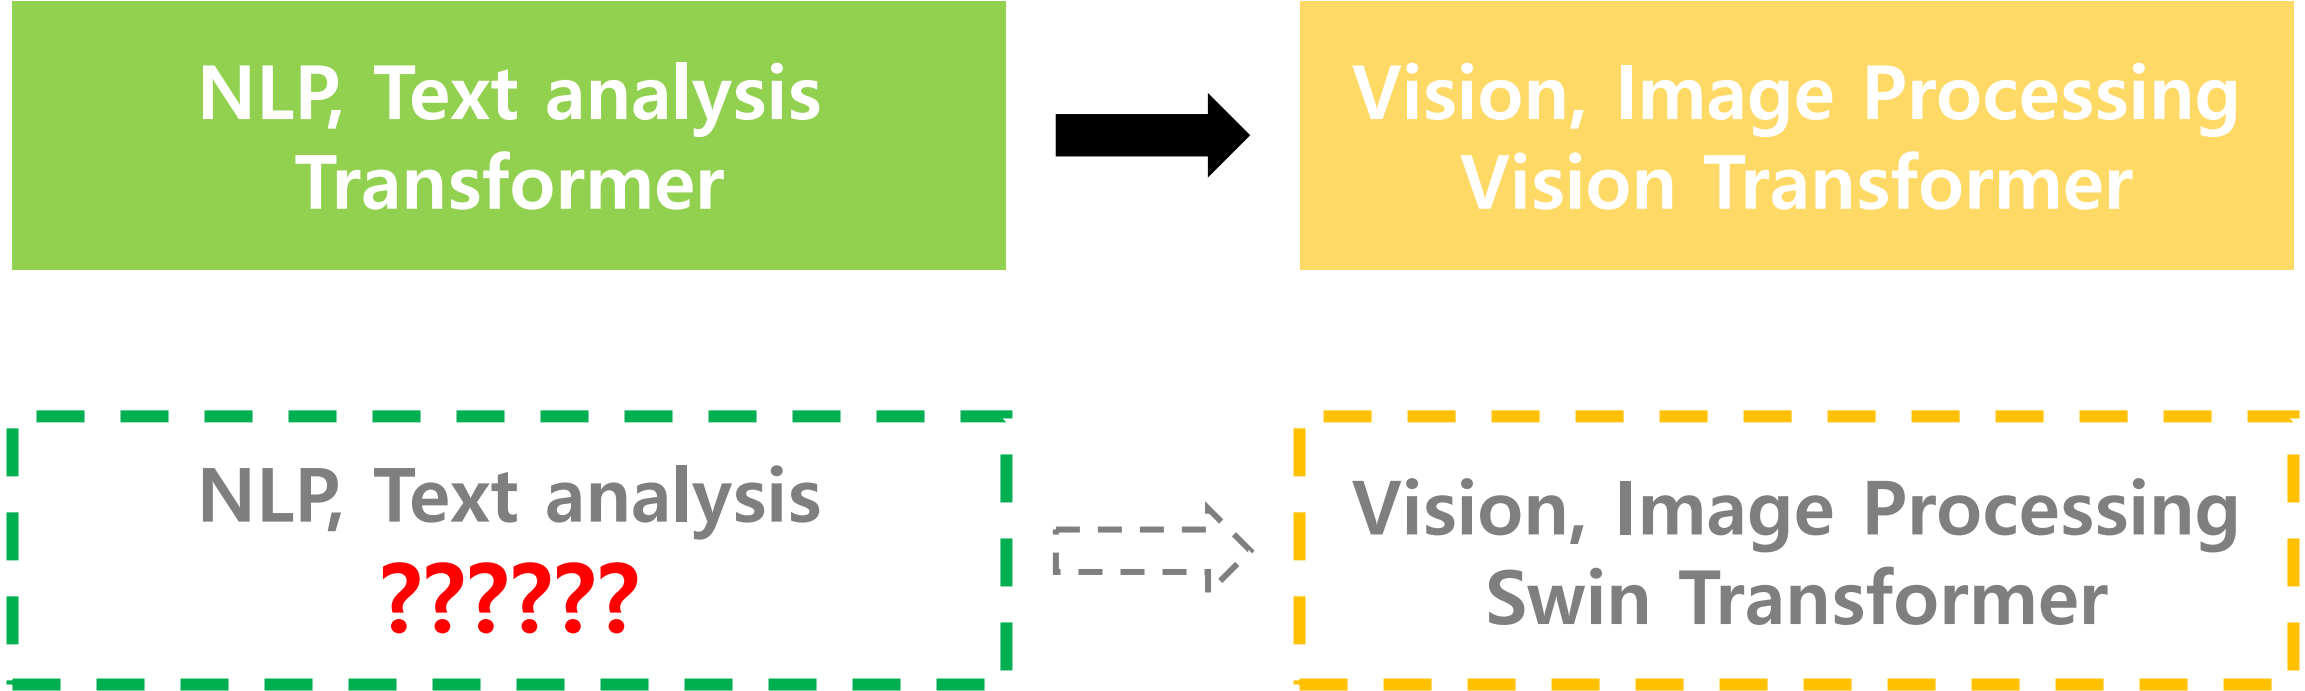 NLP, Text analysis
Transformer
Vision, Image Processing
Vision Transformer
NLP, Text analysis
??????
Vision, Image Processing
Swin Transformer